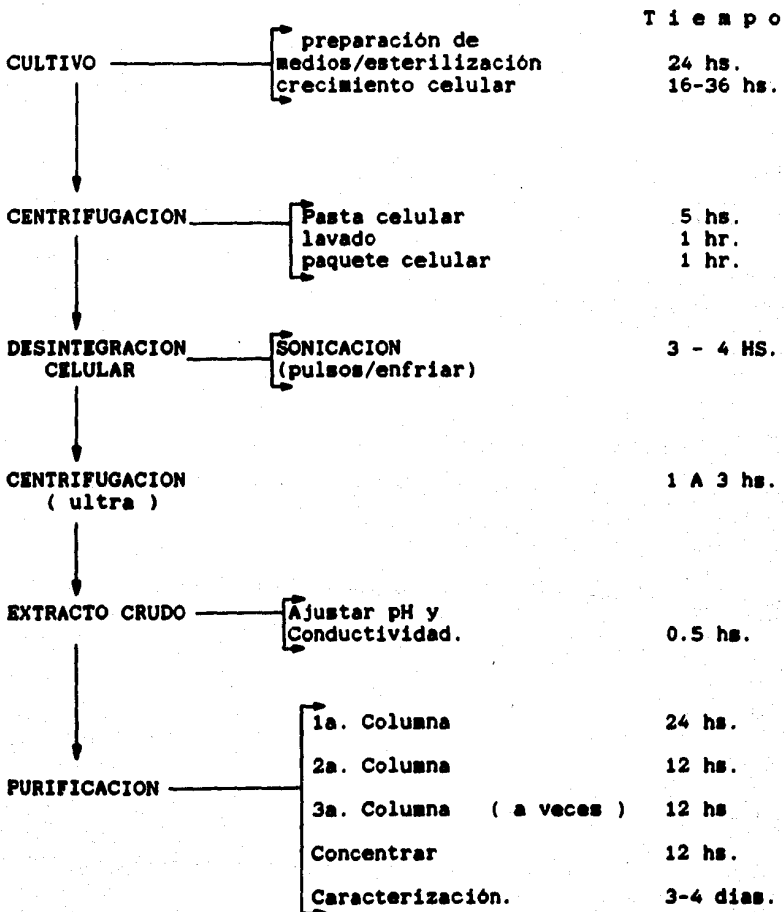 T i e m p o
preparación de
CULTIVO medios/esterilización 24 hs.
crecimiento celular 16-36 hs.
CENTRIFUGACION Pasta celular 5 hs.
lavado 1 hr.
paquete celular 1 hr.
DESINTEGRACION SONICACION 3 - 4 HS.
CELULAR (pulsos/enfriar)
CENTRIFUGACION 1 A 3 hs.
( ultra )
EXTRACTO CRUDO Ajustar pH y
Conductividad. 0.5 hs.
1a. Columna 24 hs.
2a. Columna 12 hs.
PURIFICACION
3a. Columna ( a veces ) 12 hs
Concentrar 12 hs.
Caracterización. 3-4 dias.